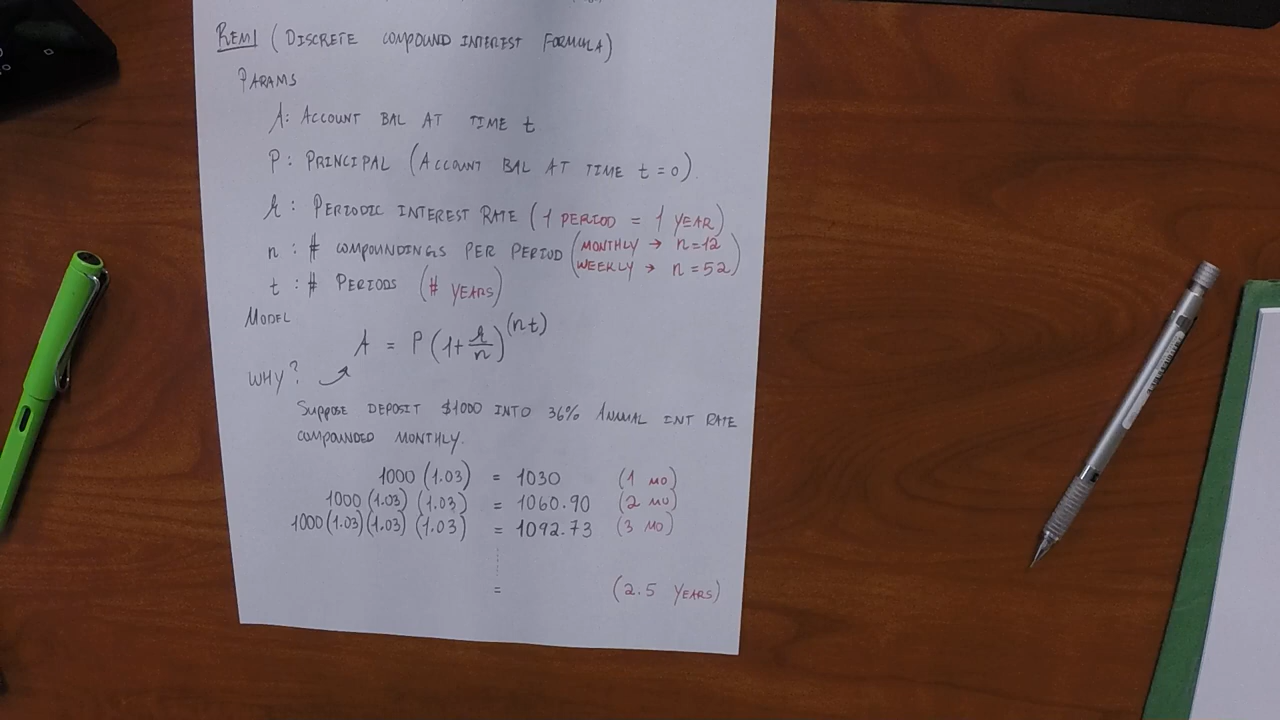 REM1 (DISCRETE COMPOUND INTEREST FORMULA)
PARAMS
A: ACCOUNT BAL AT TIME t
P: PRINCIPAL (ACCOUNT BAL AT TIME t=0).
r: PERIODIC INTEREST RATE (1 PERIOD = 1 YEAR)
n: # COMPOUNDINGS PER PERIOD (MONTHLY → n=12
WEEKLY → n=52)
t: # PERIODS (# YEARS)
MODEL
A = P(1+r/n)^(nt)
WHY?
SUPPOSE DEPOSIT $1000 INTO 36% ANNUAL INT RATE
COMPOUNDED MONTHLY.
1000 (1.03) = 1030 (1 MO)
1000 (1.03) (1.03) = 1060.90 (2 MO)
1000 (1.03) (1.03) (1.03) = 1092.73 (3 MO)
= (2.5 YEARS)